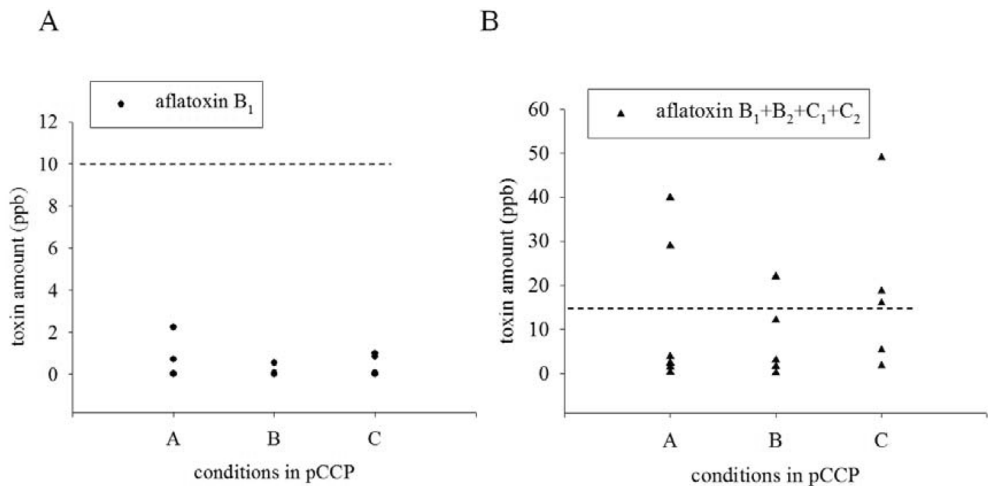 A
aflatoxin B1
12
10
8
6
4
2
0
toxin amount (ppb)
A B C
conditions in pCCP
B
aflatoxin B1+B2+C1+C2
60
50
40
30
20
10
0
toxin amount (ppb)
A B C
conditions in pCCP